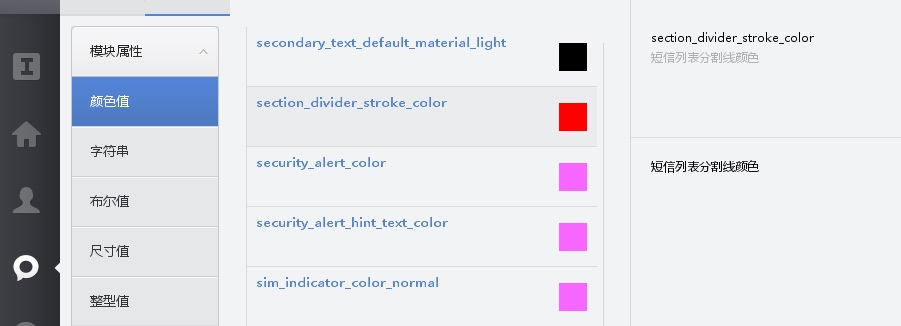 模块属性
颜色值
字符串
布尔值
尺寸值
整型值
secondary_text_default_material_light
section_divider_stroke_color
security_alert_color
security_alert_hint_text_color
sim_indicator_color_normal
section_divider_stroke_color
短信列表分割线颜色
短信列表分割线颜色